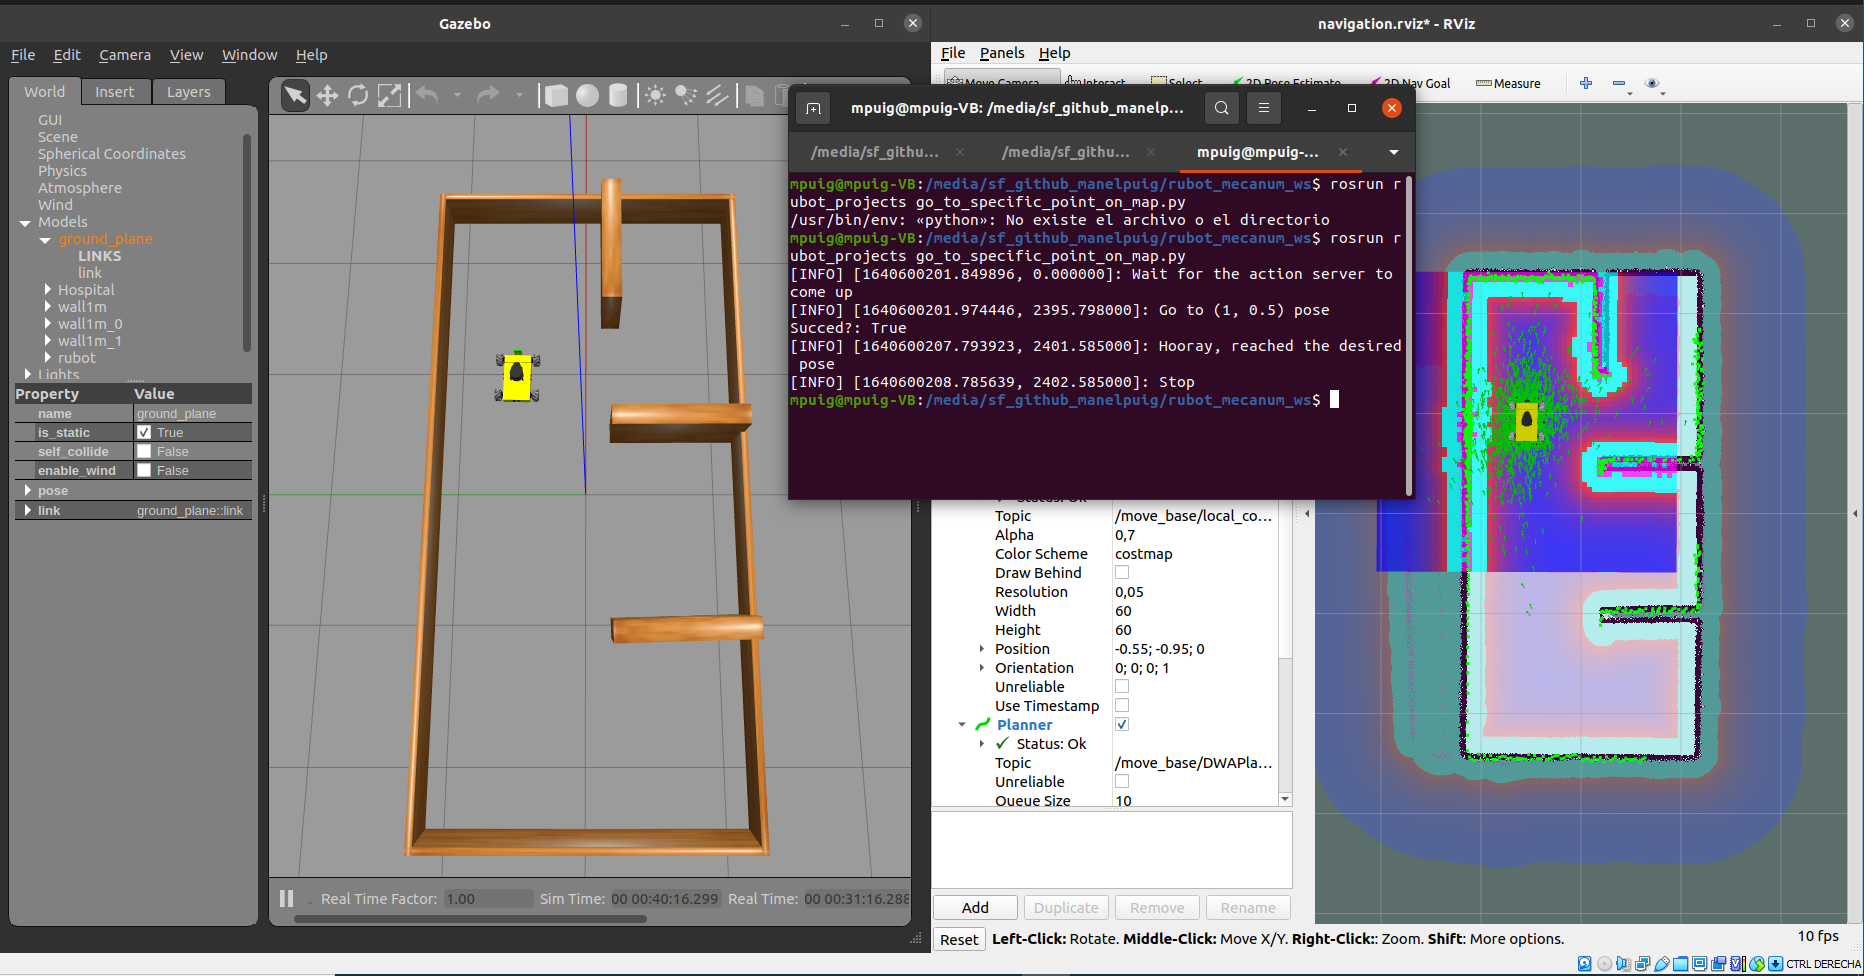 Gazebo
File Edit Camera View Window Help
World Insert Layers
GUI
Scene
Spherical Coordinates
Physics
Atmosphere
Wind
Models
ground_plane
LINKS
link
Hospital
wall1m
wall1m_0
wall1m_1
rubot
Lights
Property Value
name ground_plane
is_static True
self_collide False
enable_wind False
pose
link ground_plane::link
Real Time Factor: 1.00 Sim Time: 00 00:40:16.299 Real Time: 00 00:31:16.288
navigation.rviz* - RViz
File Panels Help
Move Camera Interact Select 2D Pose Estimate 2D Nav Goal Measure
mpuig@mpuig-VB: /media/sf_github_manelp...
/media/sf_githu... /media/sf_githu... mpuig@mpuig-...
mpuig@mpuig-VB:/media/sf_github_manelpuig/rubot_mecanum_ws$ rosrun r
ubot_projects go_to_specific_point_on_map.py
/usr/bin/env: «python»: No existe el archivo o el directorio
mpuig@mpuig-VB:/media/sf_github_manelpuig/rubot_mecanum_ws$ rosrun r
ubot_projects go_to_specific_point_on_map.py
[INFO] [1640600201.849896, 0.000000]: Wait for the action server to
come up
[INFO] [1640600201.974446, 2395.798000]: Go to (1, 0.5) pose
Succed?: True
[INFO] [1640600207.793923, 2401.585000]: Hooray, reached the desired
pose
[INFO] [1640600208.785639, 2402.585000]: Stop
mpuig@mpuig-VB:/media/sf_github_manelpuig/rubot_mecanum_ws$
Status: Ok
Topic /move_base/local_co...
Alpha 0,7
Color Scheme costmap
Draw Behind
Resolution 0,05
Width 60
Height 60
Position -0.55; -0.95; 0
Orientation 0; 0; 0; 1
Unreliable
Use Timestamp
Planner
Status: Ok
Topic /move_base/DWAPla...
Unreliable
Queue Size 10
Add Duplicate Remove Rename
Reset Left-Click: Rotate. Middle-Click: Move X/Y. Right-Click:: Zoom. Shift: More options.
10 fps
CTRL DERECHA